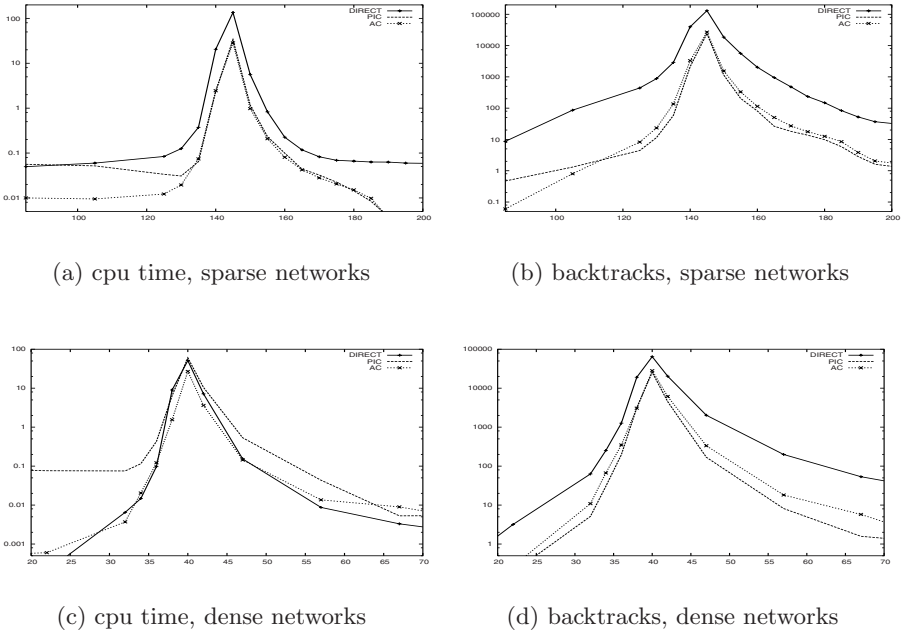 DIRECT
PIC
AC
100
10
1
0.1
0.01
100 120 140 160 180 200
(a) cpu time, sparse networks
DIRECT
PIC
AC
100000
10000
1000
100
10
1
0.1
100 120 140 160 180 200
(b) backtracks, sparse networks
DIRECT
PIC
AC
100
10
1
0.1
0.01
0.001
20 25 30 35 40 45 50 55 60 65 70
(c) cpu time, dense networks
DIRECT
PIC
AC
100000
10000
1000
100
10
1
20 25 30 35 40 45 50 55 60 65 70
(d) backtracks, dense networks